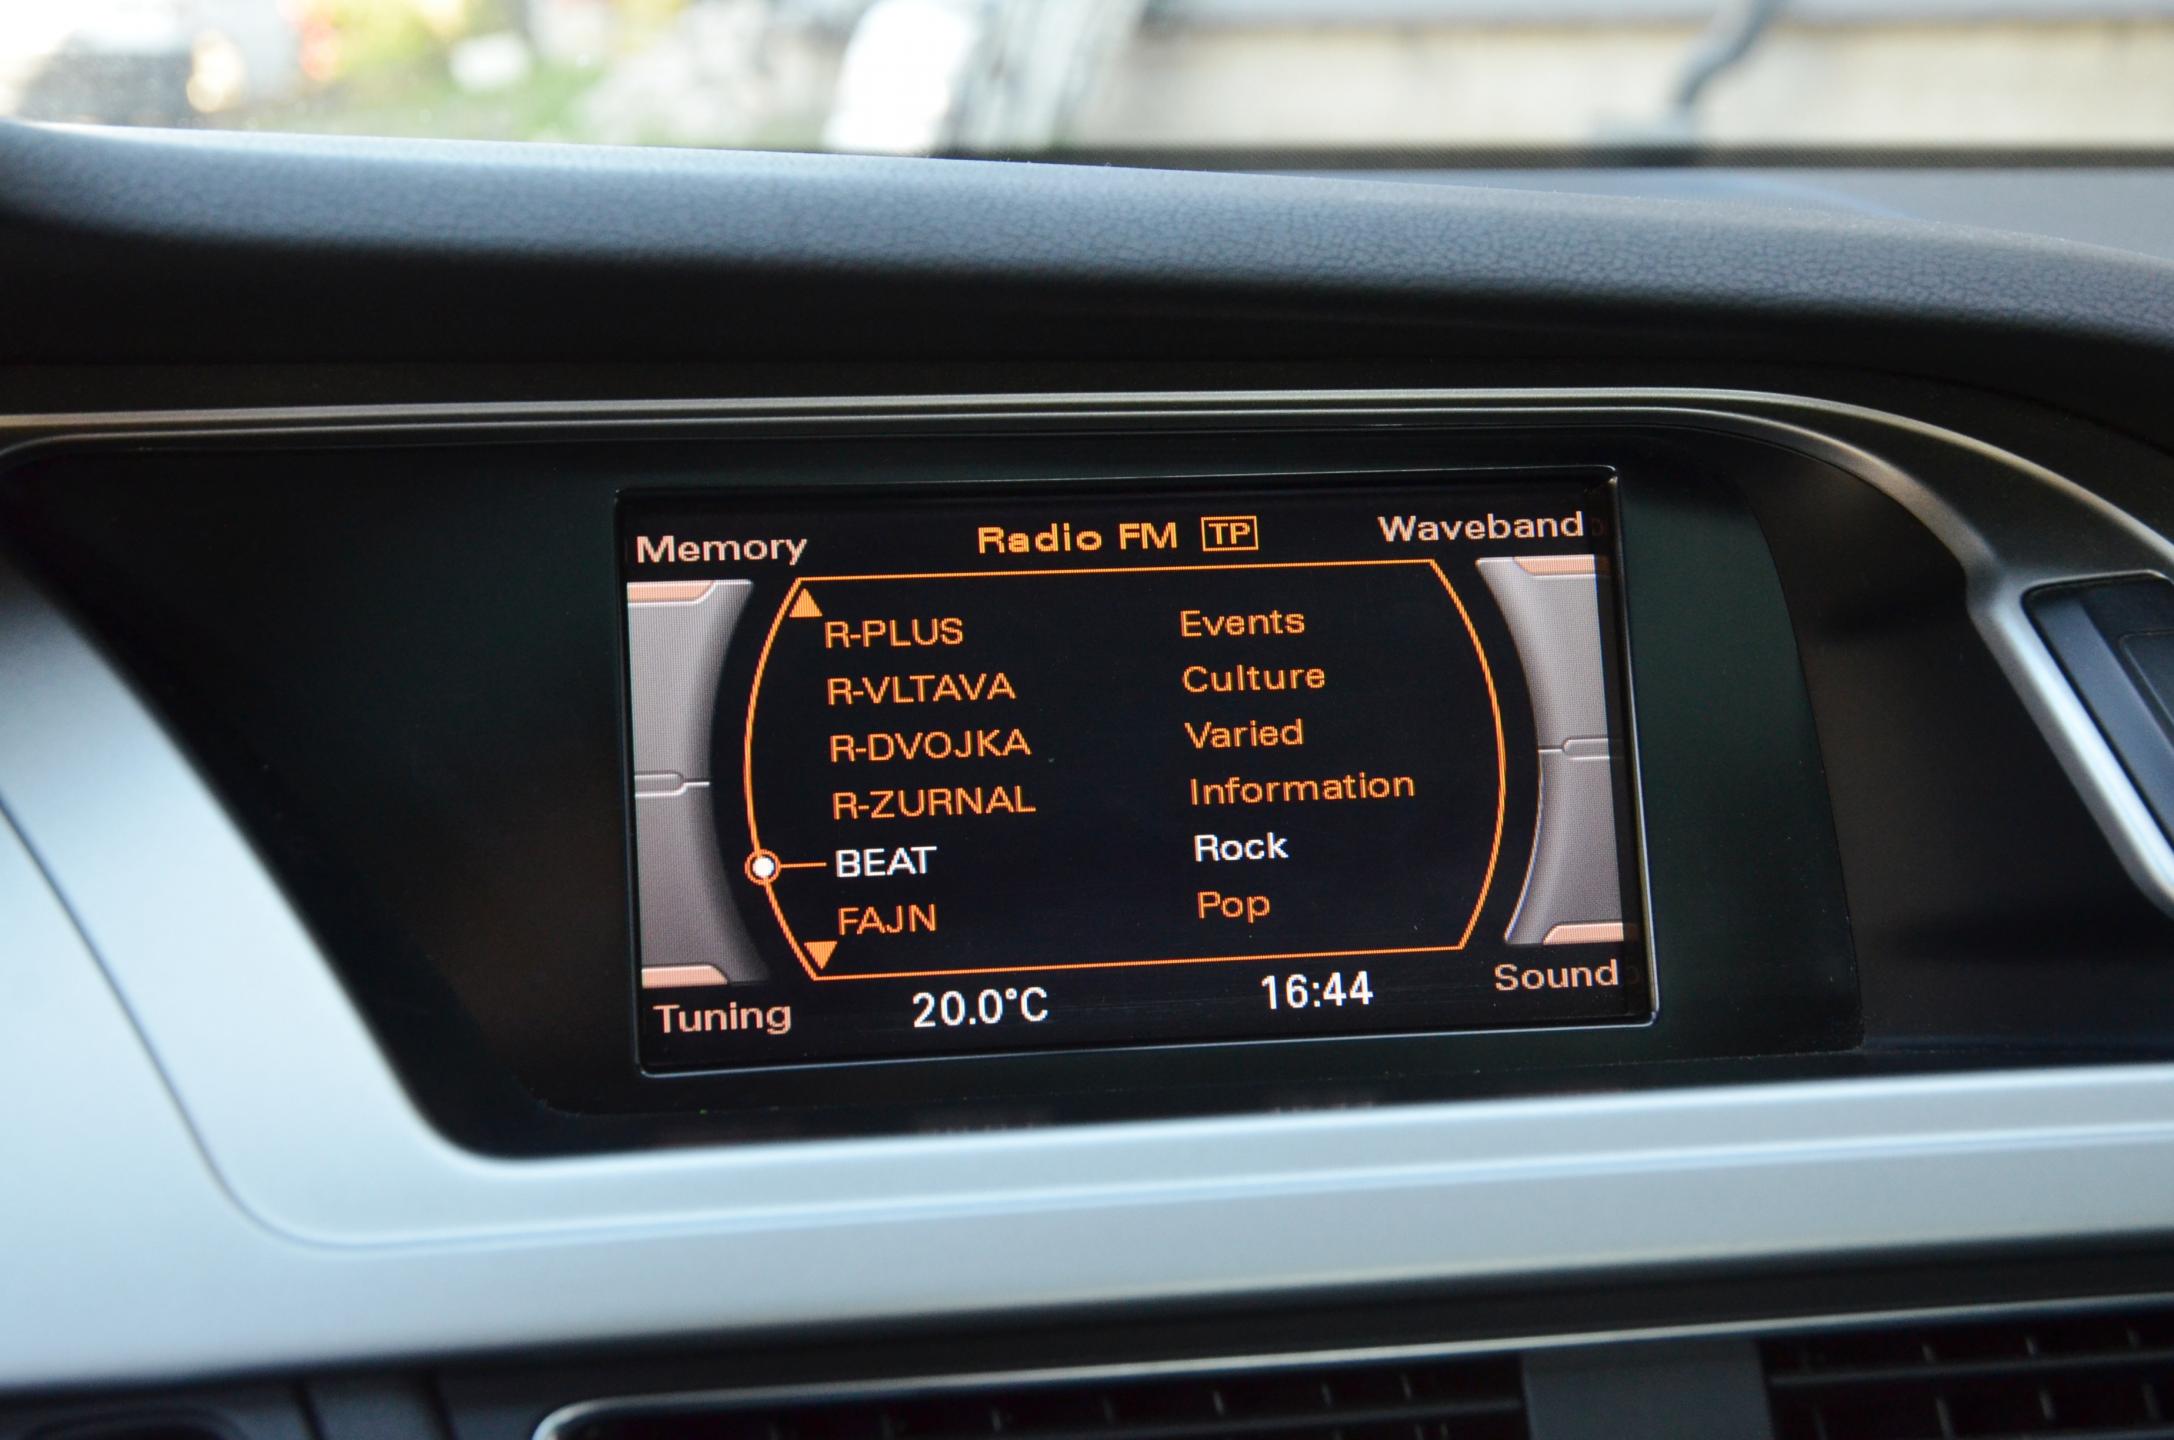 Memory Radio FM TP Waveband
R-PLUS Events
R-VLTAVA Culture
R-DVOJKA Varied
R-ZURNAL Information
BEAT Rock
FAJN Pop
Tuning 20.0°C 16:44 Sound